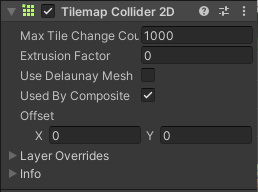 Tilemap Collider 2D
Max Tile Change Cou 1000
Extrusion Factor 0
Use Delaunay Mesh
Used By Composite
Offset
X 0 Y 0
Layer Overrides
Info